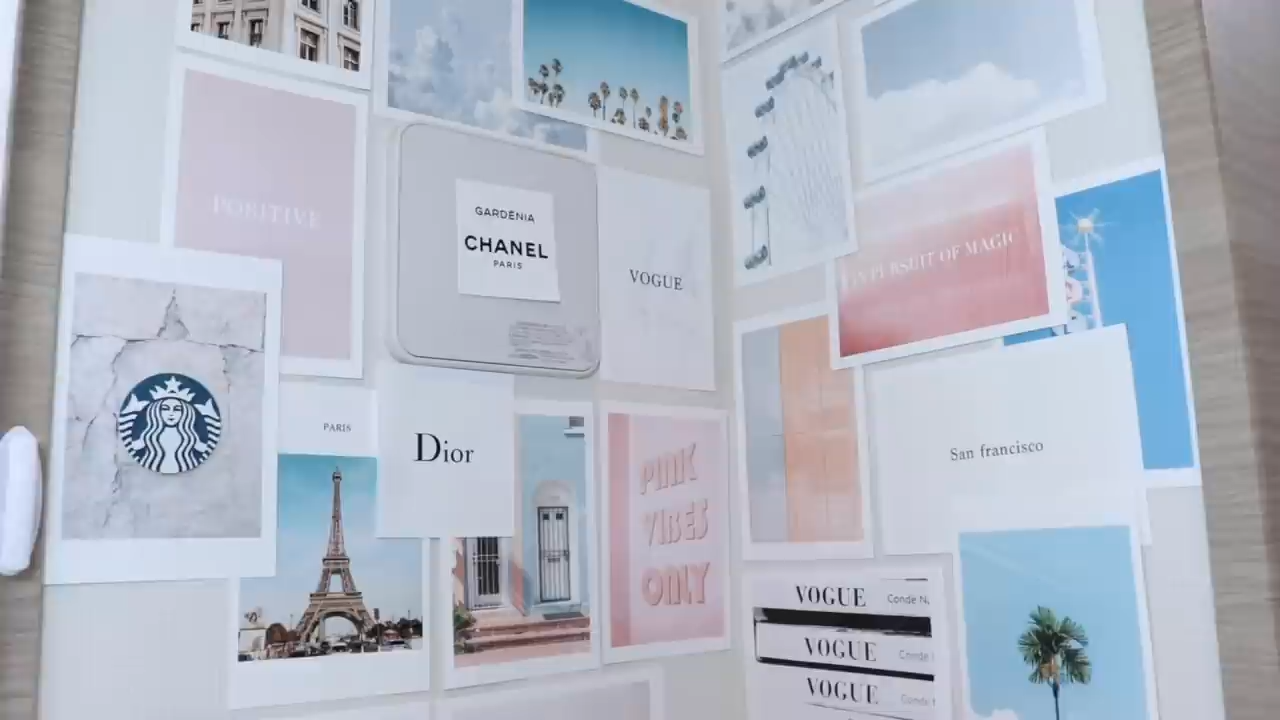 POSITIVE
GARDÉNIA
CHANEL
PARIS
VOGUE
IN PURSUIT OF MAGIC
PARIS
Dior
PINK
VIBES
ONLY
San francisco
VOGUE
VOGUE
VOGUE